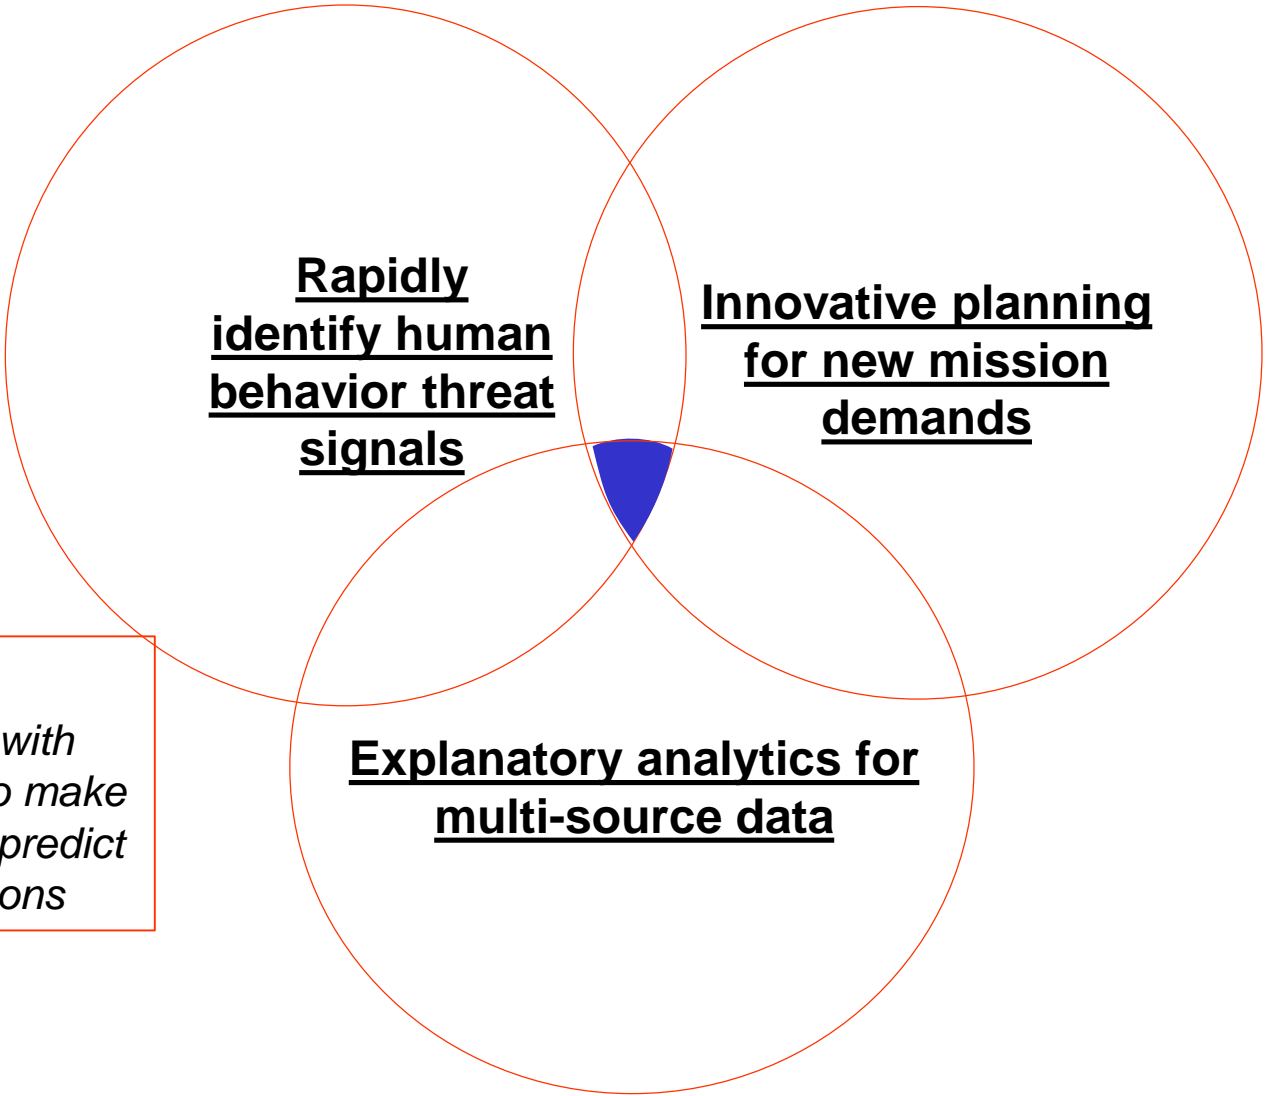 Rapidly
identify human
behavior threat
signals
Innovative planning
for new mission
demands
with
make
predict
Explanatory analytics for
multi-source data